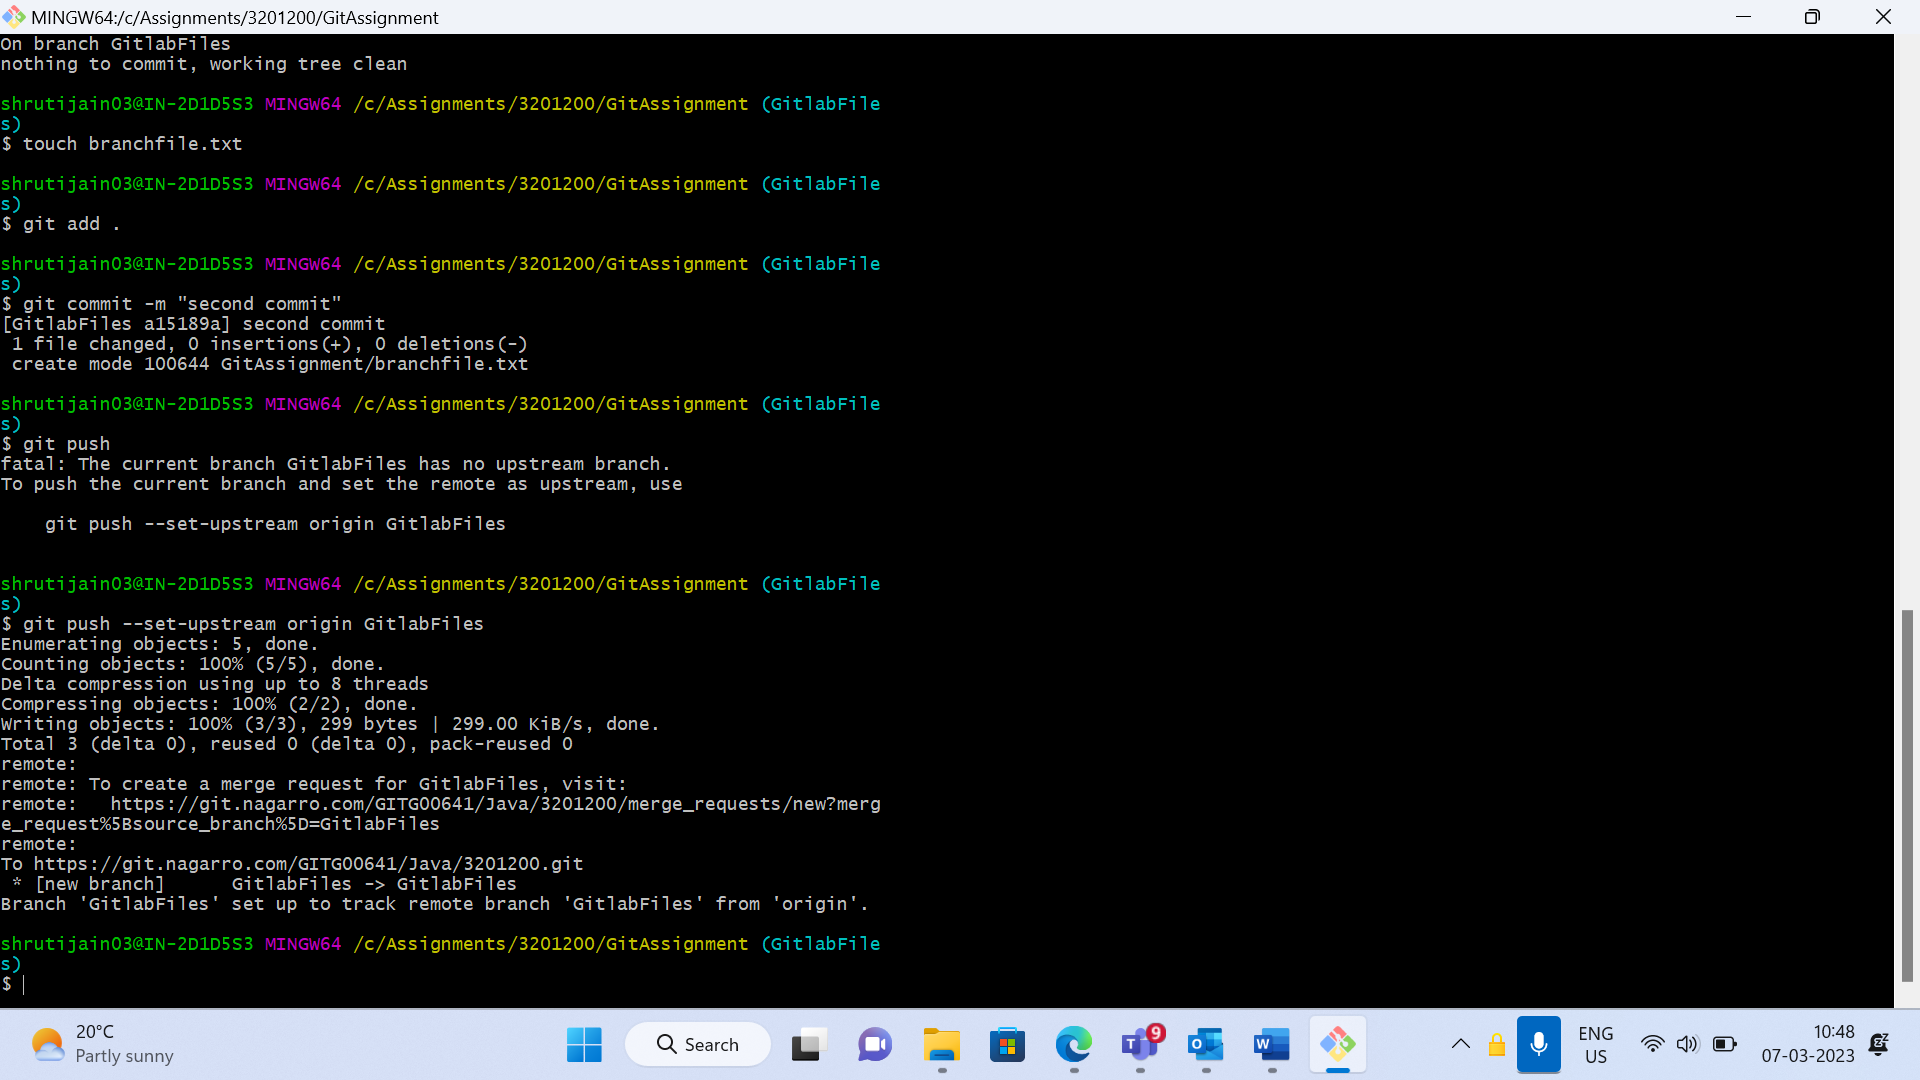 MINGW64:/c/Assignments/3201200/GitAssignment
On branch GitlabFiles
nothing to commit, working tree clean
shrutijain03@IN-2D1D5S3 MINGW64 /c/Assignments/3201200/GitAssignment (GitlabFile
s)
$ touch branchfile.txt
shrutijain03@IN-2D1D5S3 MINGW64 /c/Assignments/3201200/GitAssignment (GitlabFile
s)
$ git add .
shrutijain03@IN-2D1D5S3 MINGW64 /c/Assignments/3201200/GitAssignment (GitlabFile
s)
$ git commit -m "second commit"
[GitlabFiles a15189a] second commit
 1 file changed, 0 insertions(+), 0 deletions(-)
 create mode 100644 GitAssignment/branchfile.txt
shrutijain03@IN-2D1D5S3 MINGW64 /c/Assignments/3201200/GitAssignment (GitlabFile
s)
$ git push
fatal: The current branch GitlabFiles has no upstream branch.
To push the current branch and set the remote as upstream, use
    git push --set-upstream origin GitlabFiles
shrutijain03@IN-2D1D5S3 MINGW64 /c/Assignments/3201200/GitAssignment (GitlabFile
s)
$ git push --set-upstream origin GitlabFiles
Enumerating objects: 5, done.
Counting objects: 100% (5/5), done.
Delta compression using up to 8 threads
Compressing objects: 100% (2/2), done.
Writing objects: 100% (3/3), 299 bytes | 299.00 KiB/s, done.
Total 3 (delta 0), reused 0 (delta 0), pack-reused 0
remote:
remote: To create a merge request for GitlabFiles, visit:
remote:   https://git.nagarro.com/GITG00641/Java/3201200/merge_requests/new?merg
e_request%5Bsource_branch%5D=GitlabFiles
remote:
To https://git.nagarro.com/GITG00641/Java/3201200.git
 * [new branch]      GitlabFiles -> GitlabFiles
Branch 'GitlabFiles' set up to track remote branch 'GitlabFiles' from 'origin'.
shrutijain03@IN-2D1D5S3 MINGW64 /c/Assignments/3201200/GitAssignment (GitlabFile
s)
$
20°C
Partly sunny
Search
T
9
O
W
ENG
US
10:48
07-03-2023